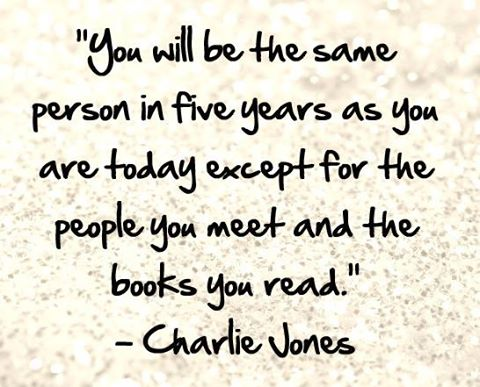 "You will be the same
person in five years as you
are today except for the
people you meet and the
books you read."
- Charlie Jones